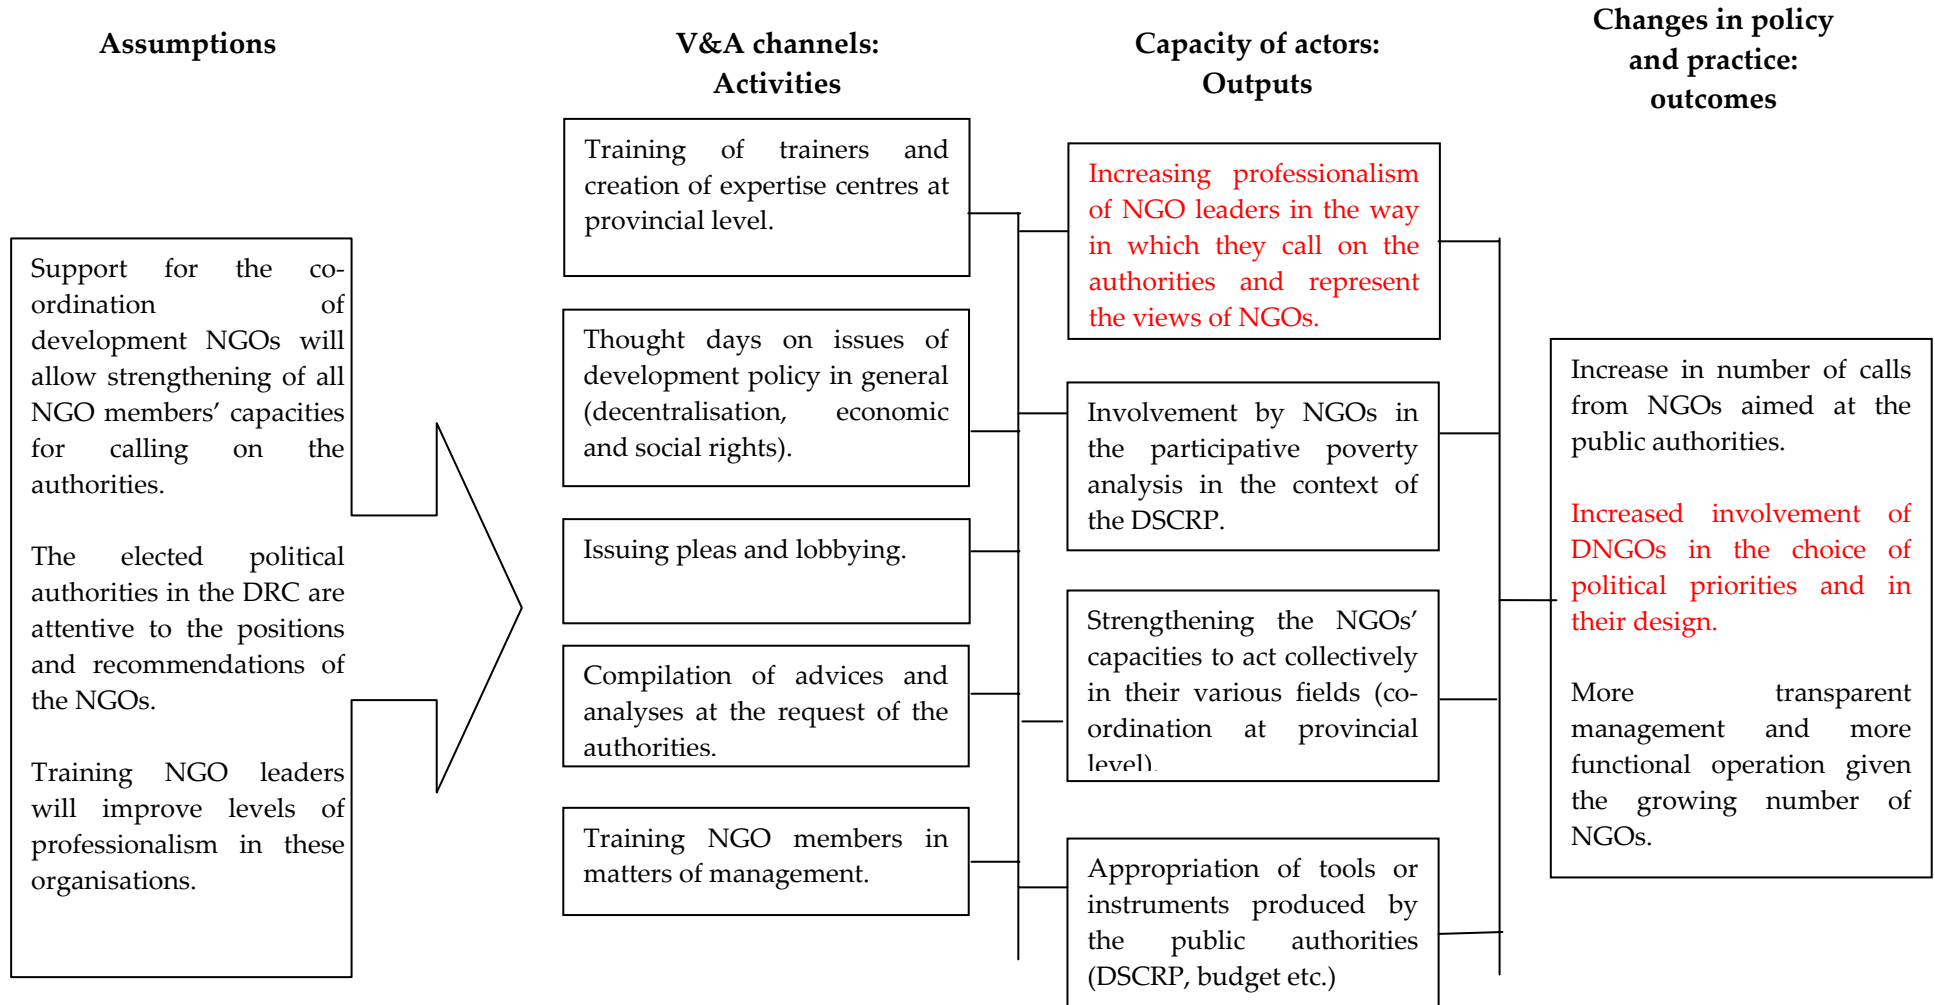 Assumptions
V&A channels:
Activities
Capacity of actors:
Outputs
Changes in policy
and practice:
outcomes
Support for the co-
ordination of
development NGOs will
allow strengthening of all
NGO members’ capacities
for calling on the
authorities.
The elected political
authorities in the DRC are
attentive to the positions
and recommendations of
the NGOs.
Training NGO leaders
will improve levels of
professionalism in these
organisations.
Training of trainers and
creation of expertise centres at
provincial level.
Thought days on issues of
development policy in general
(decentralisation, economic
and social rights).
Issuing pleas and lobbying.
Compilation of advices and
analyses at the request of the
authorities.
Training NGO members in
matters of management.
Increasing professionalism
of NGO leaders in the way
in which they call on the
authorities and represent
the views of NGOs.
Involvement by NGOs in
the participative poverty
analysis in the context of
the DSCRP.
Strengthening the NGOs’
capacities to act collectively
in their various fields (co-
ordination at provincial
level).
Appropriation of tools or
instruments produced by
the public authorities
(DSCRP, budget etc.)
Increase in number of calls
from NGOs aimed at the
public authorities.
Increased involvement of
DNGOs in the choice of
political priorities and in
their design.
More transparent
management and more
functional operation given
the growing number of
NGOs.